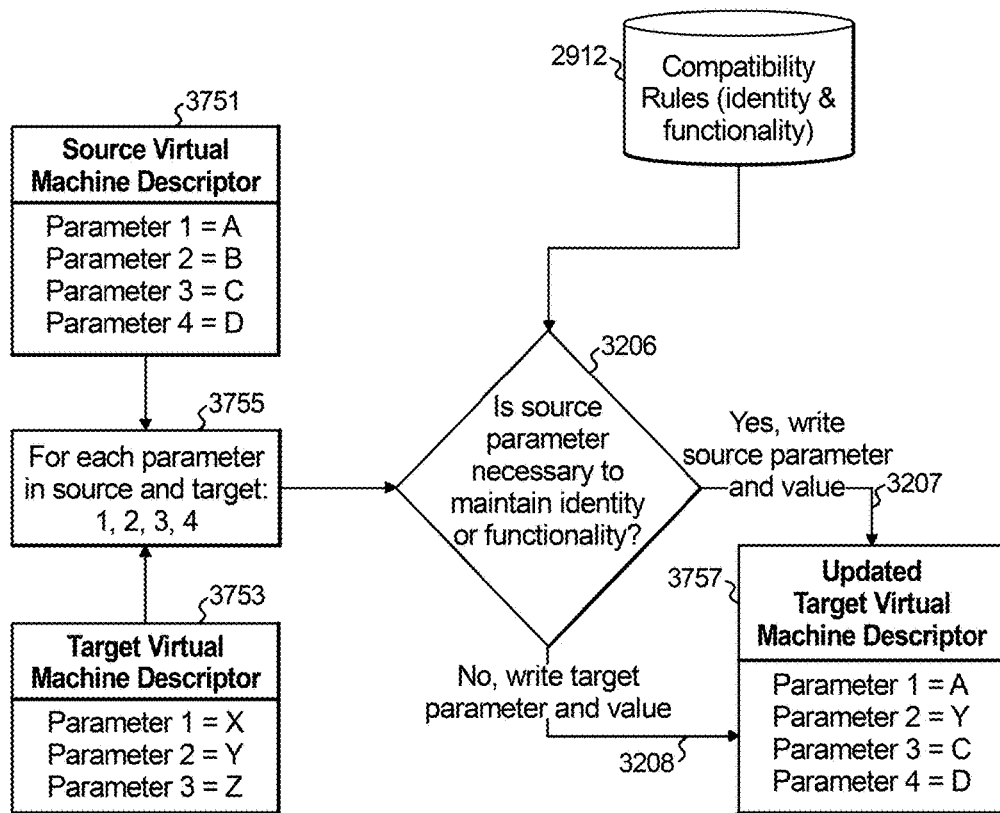 2912
Compatibility
Rules (identity &
functionality)
3751
Source Virtual
Machine Descriptor
Parameter 1 = A
Parameter 2 = B
Parameter 3 = C
Parameter 4 = D
3755
For each parameter
in source and target:
1, 2, 3, 4
3753
Target Virtual
Machine Descriptor
Parameter 1 = X
Parameter 2 = Y
Parameter 3 = Z
3206
Is source
parameter
necessary to
maintain identity
or functionality?
Yes, write
source parameter
and value
3207
No, write target
parameter and value
3208
3757
Updated
Target Virtual
Machine Descriptor
Parameter 1 = A
Parameter 2 = Y
Parameter 3 = C
Parameter 4 = D